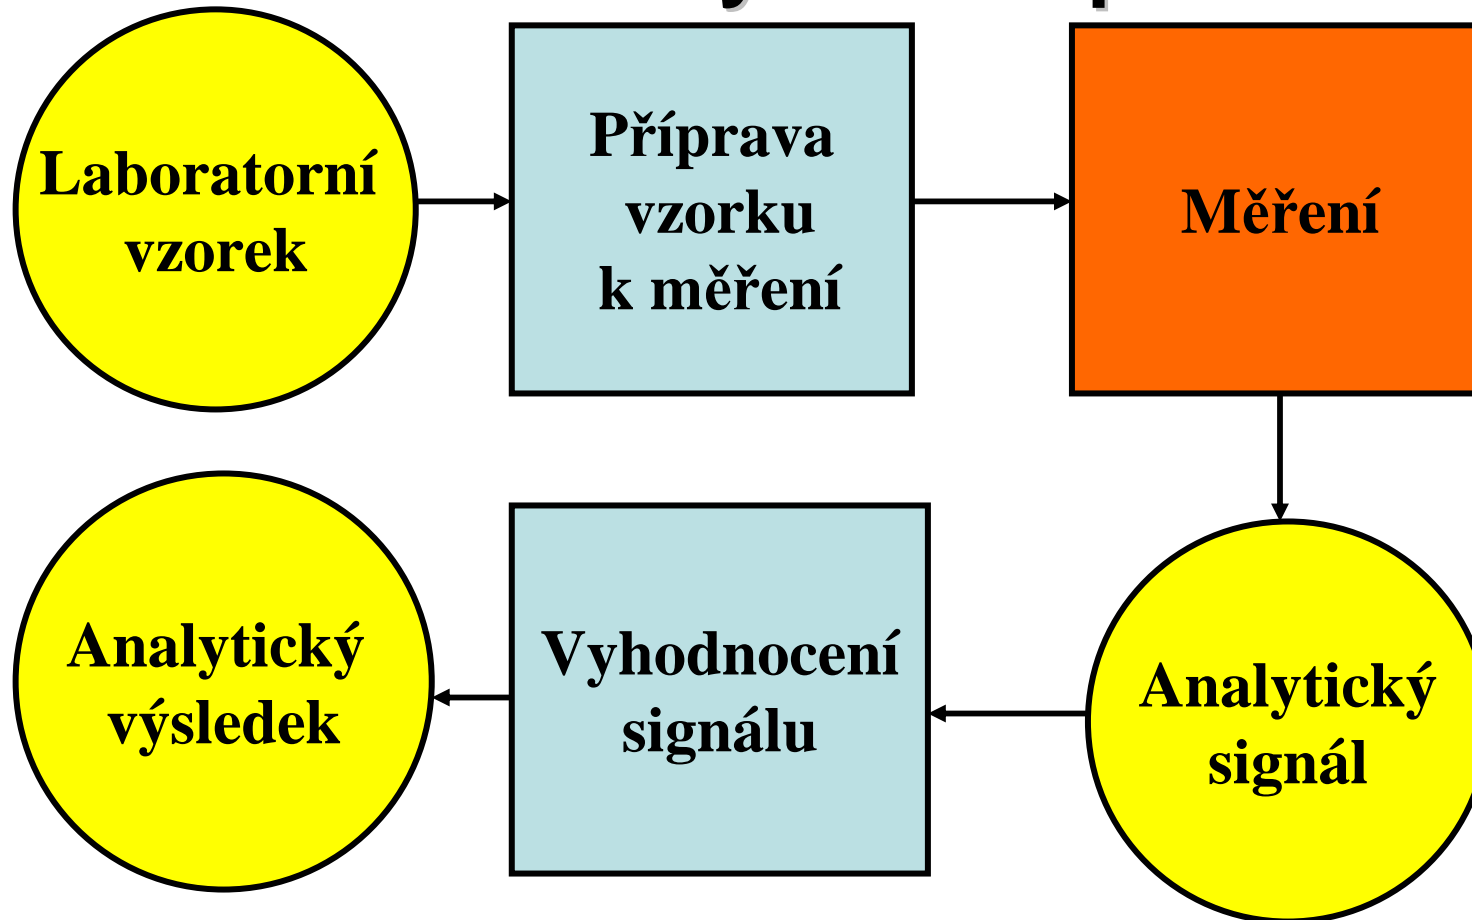 Laboratorní
vzorek
Příprava
vzorku
k měření
Měření
Analytický
výsledek
Vyhodnocení
signálu
Analytický
signál